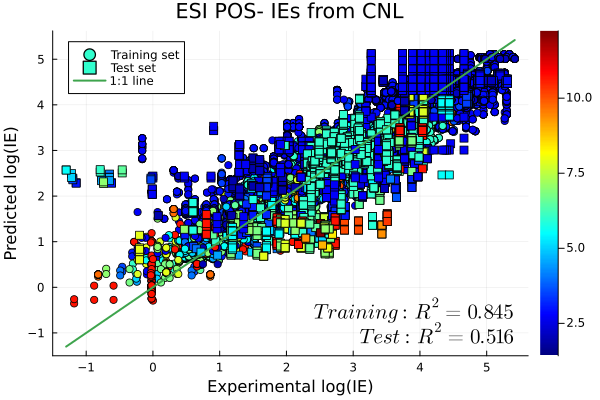 ESI POS- IEs from CNL
Training set
Test set
1:1 line
Predicted log(IE)
5
4
3
2
1
0
−1
−1
0
1
2
3
4
5
Experimental log(IE)
Training : R² = 0.845
Test : R² = 0.516
10.0
7.5
5.0
2.5